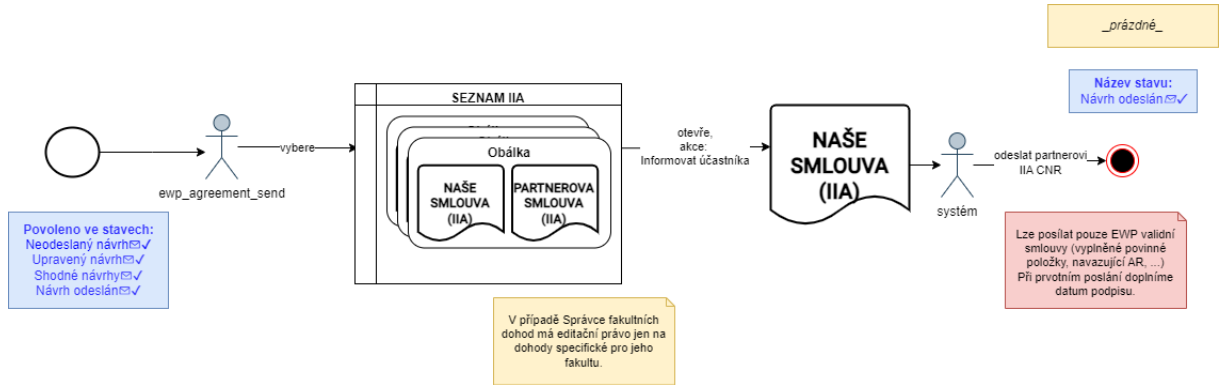 _prázdné_
Název stavu:
Návrh odeslán✉✓
SEZNAM IIA
Obálka
NAŠE
SMLOUVA
(IIA)
PARTNEROVA
SMLOUVA
(IIA)
ewp_agreement_send
vybere
otevře,
akce:
Informovat účastníka
NAŠE
SMLOUVA
(IIA)
systém
odeslat partnerovi
IIA CNR
Povoleno ve stavech:
Neodeslaný návrh✉✓
Upravený návrh✉✓
Shodné návrhy✉✓
Návrh odeslán✉✓
Lze posílat pouze EWP validní
smlouvy (vyplněné povinné
položky, navazující AR, ...)
Při prvotním poslání doplníme
datum podpisu.
V případě Správce fakultních
dohod má editační právo jen na
dohody specifické pro jeho
fakultu.